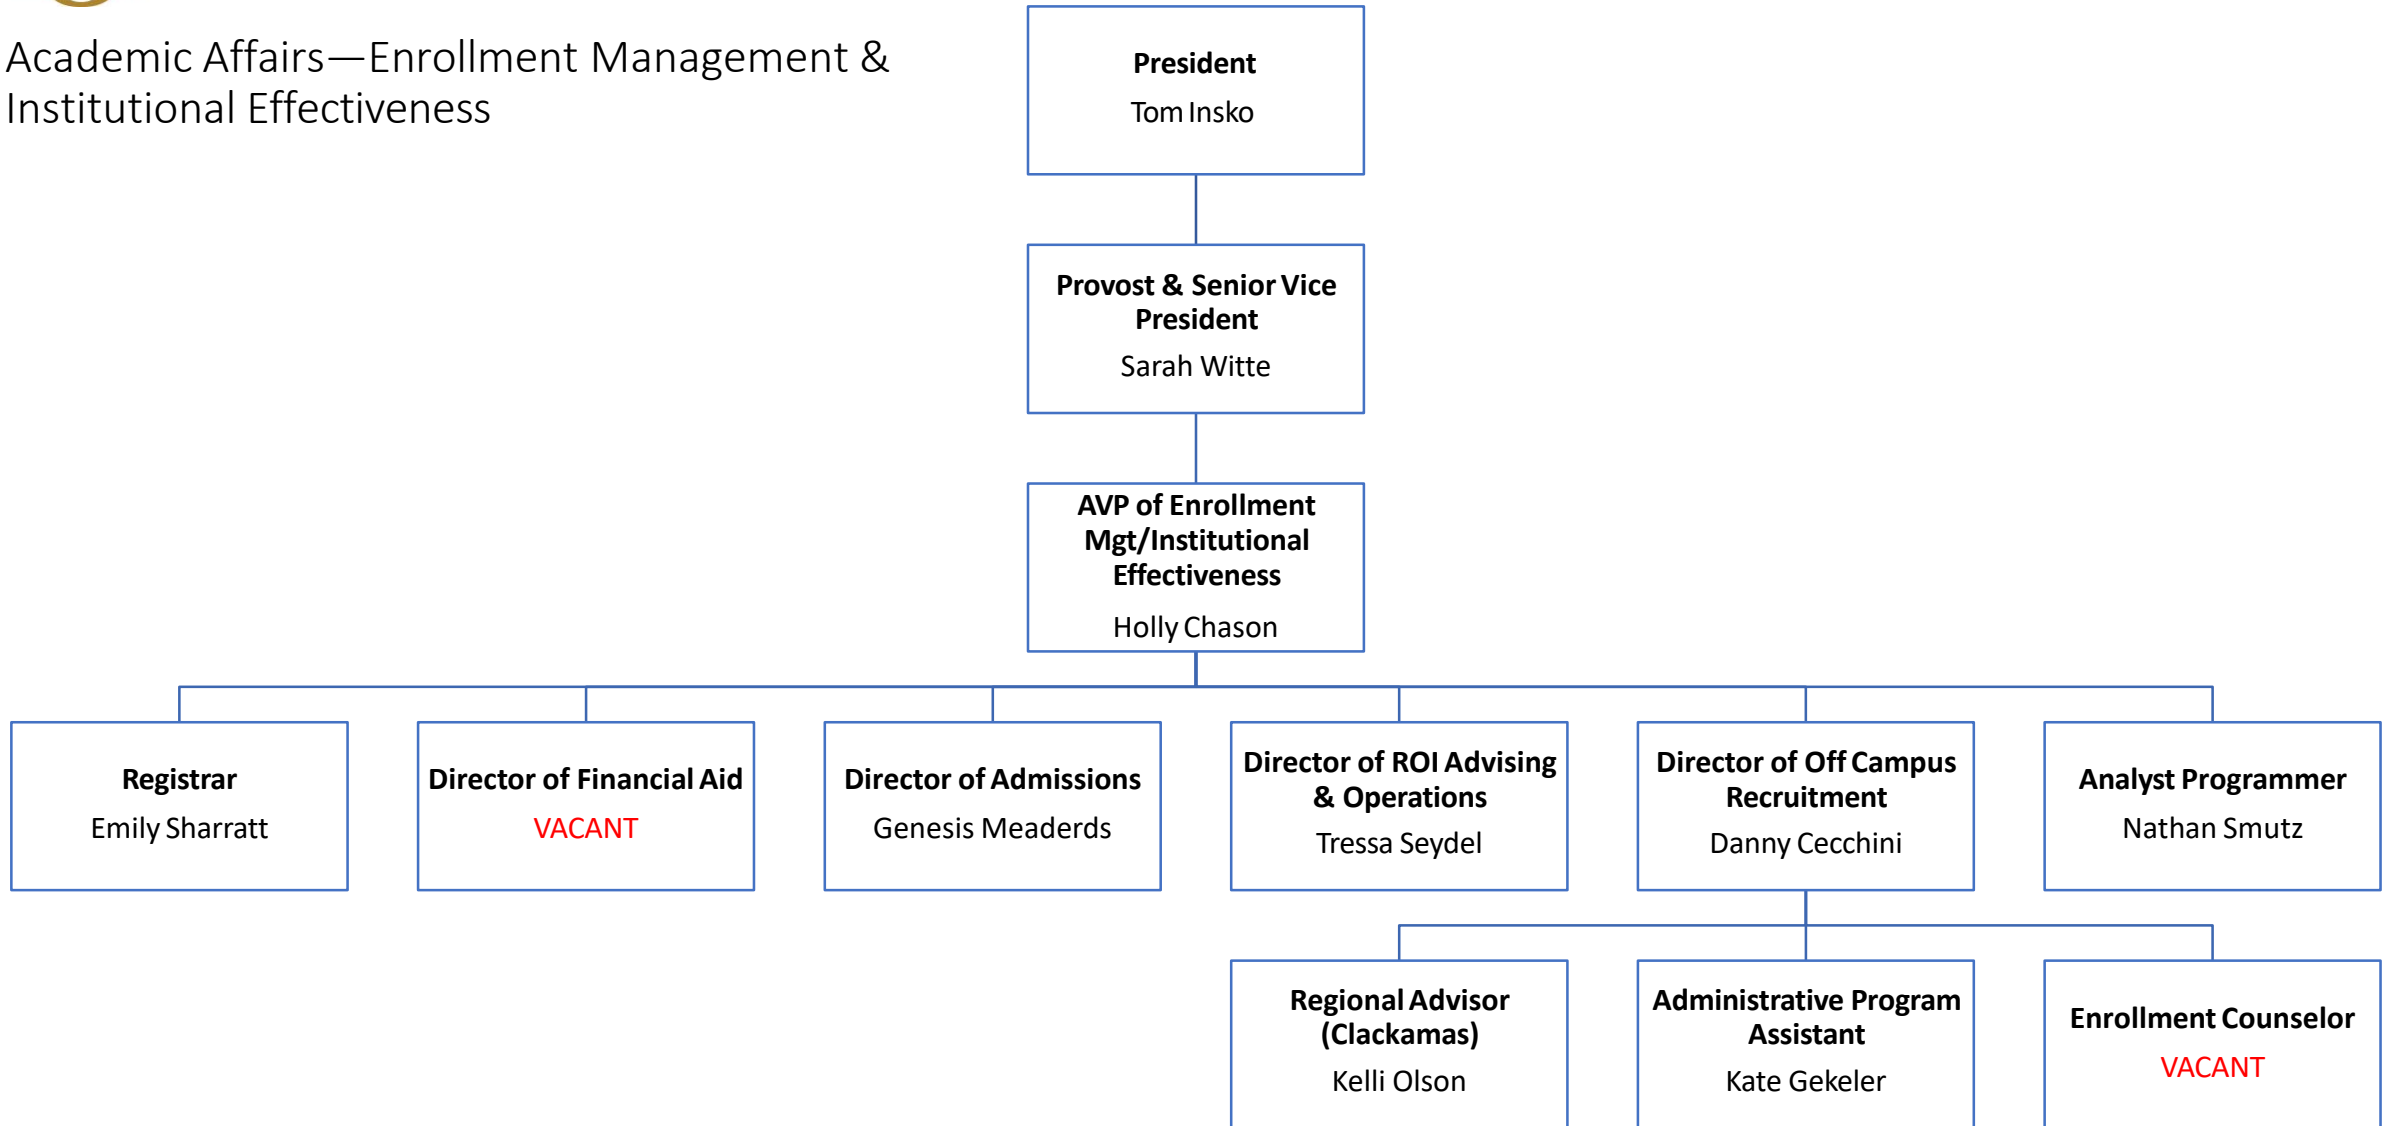 Academic Affairs—Enrollment Management &
Institutional Effectiveness
President
Tom Insko
Provost & Senior Vice
President
Sarah Witte
AVP of Enrollment
Mgt/Institutional
Effectiveness
Holly Chason
Registrar
Emily Sharratt
Director of Financial Aid
VACANT
Director of Admissions
Genesis Meaderds
Director of ROI Advising
& Operations
Tressa Seydel
Director of Off Campus
Recruitment
Danny Cecchini
Analyst Programmer
Nathan Smutz
Regional Advisor
(Clackamas)
Kelli Olson
Administrative Program
Assistant
Kate Gekeler
Enrollment Counselor
VACANT